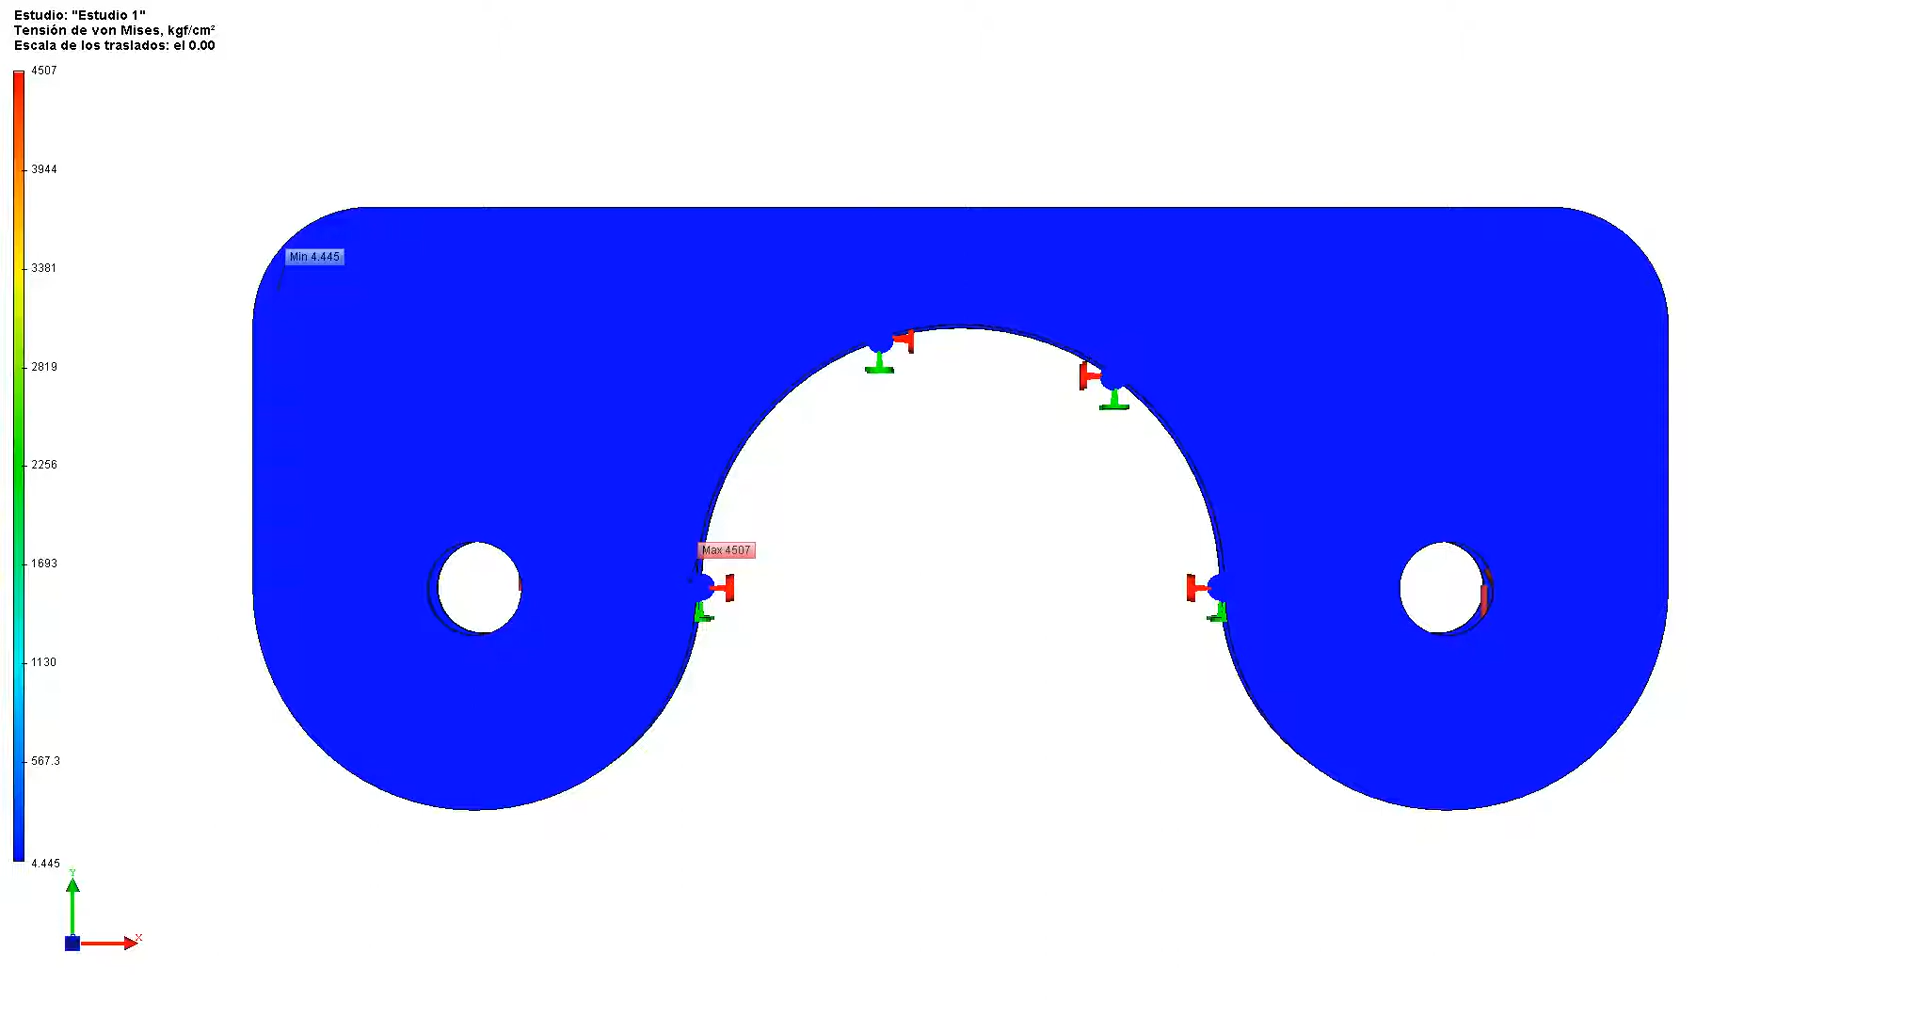 Estudio: "Estudio 1"
Tensión de von Mises, kgf/cm²
Escala de los traslados: el 0.00
4507
3944
3381
2819
2256
1693
1130
567.3
4.445
Min 4.445
Max 4507
Y
X